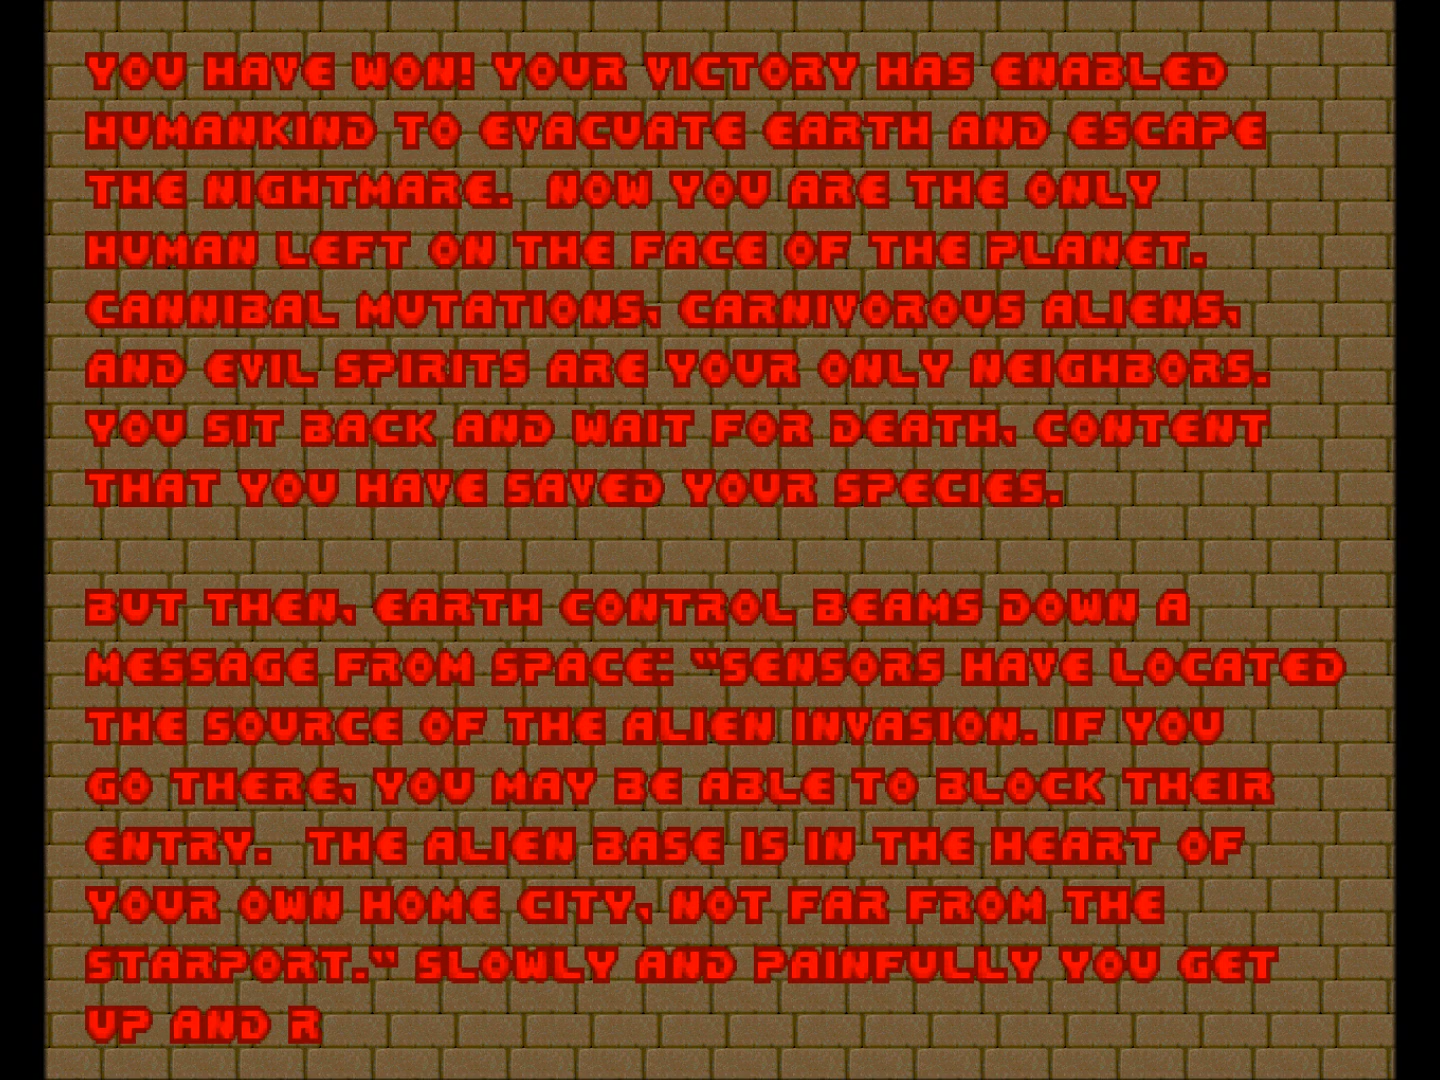 YOU HAVE WON! YOUR VICTORY HAS ENABLED
HUMANKIND TO EVACUATE EARTH AND ESCAPE
THE NIGHTMARE.  NOW YOU ARE THE ONLY
HUMAN LEFT ON THE FACE OF THE PLANET.
CANNIBAL MUTATIONS, CARNIVOROUS ALIENS,
AND EVIL SPIRITS ARE YOUR ONLY NEIGHBORS.
YOU SIT BACK AND WAIT FOR DEATH, CONTENT
THAT YOU HAVE SAVED YOUR SPECIES.
BUT THEN, EARTH CONTROL BEAMS DOWN A
MESSAGE FROM SPACE: "SENSORS HAVE LOCATED
THE SOURCE OF THE ALIEN INVASION. IF YOU
GO THERE, YOU MAY BE ABLE TO BLOCK THEIR
ENTRY.  THE ALIEN BASE IS IN THE HEART OF
YOUR OWN HOME CITY, NOT FAR FROM THE
STARPORT." SLOWLY AND PAINFULLY YOU GET
UP AND R